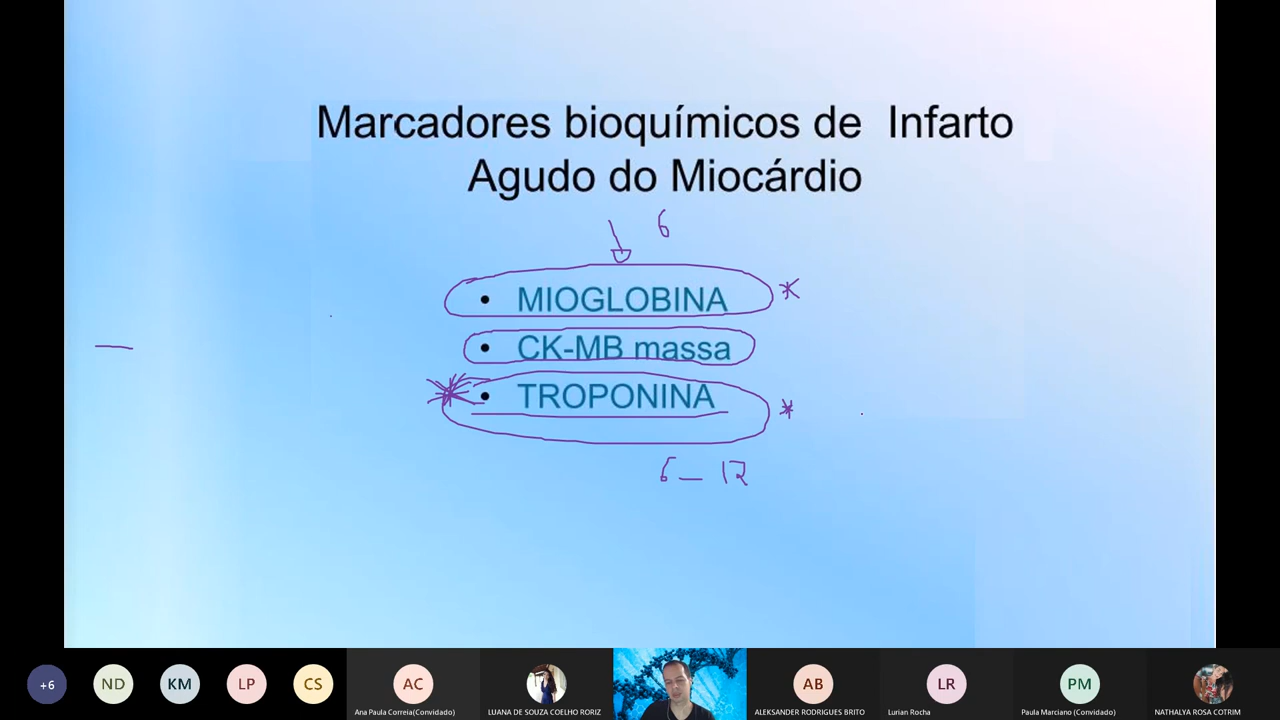 Marcadores bioquímicos de Infarto
Agudo do Miocárdio
6
• MIOGLOBINA
• CK-MB massa
• TROPONINA
6 — 12
+6
ND
KM
LP
CS
AC
AB
LR
PM
Ana Paula Correia(Convidado)
LUANA DE SOUZA COELHO RORIZ
ALEKSANDER RODRIGUES BRITO
Lurian Rocha
Paula Marciano (Convidado)
NATHALYA ROSA COTRIM